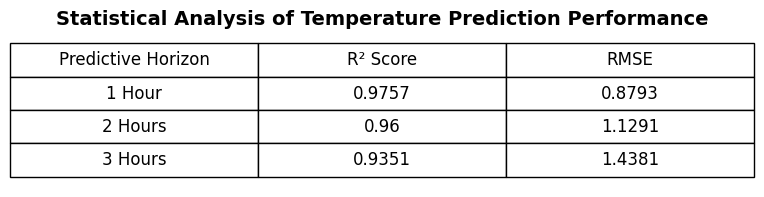 Statistical Analysis of Temperature Prediction Performance
Predictive Horizon R² Score RMSE
1 Hour 0.9757 0.8793
2 Hours 0.96 1.1291
3 Hours 0.9351 1.4381